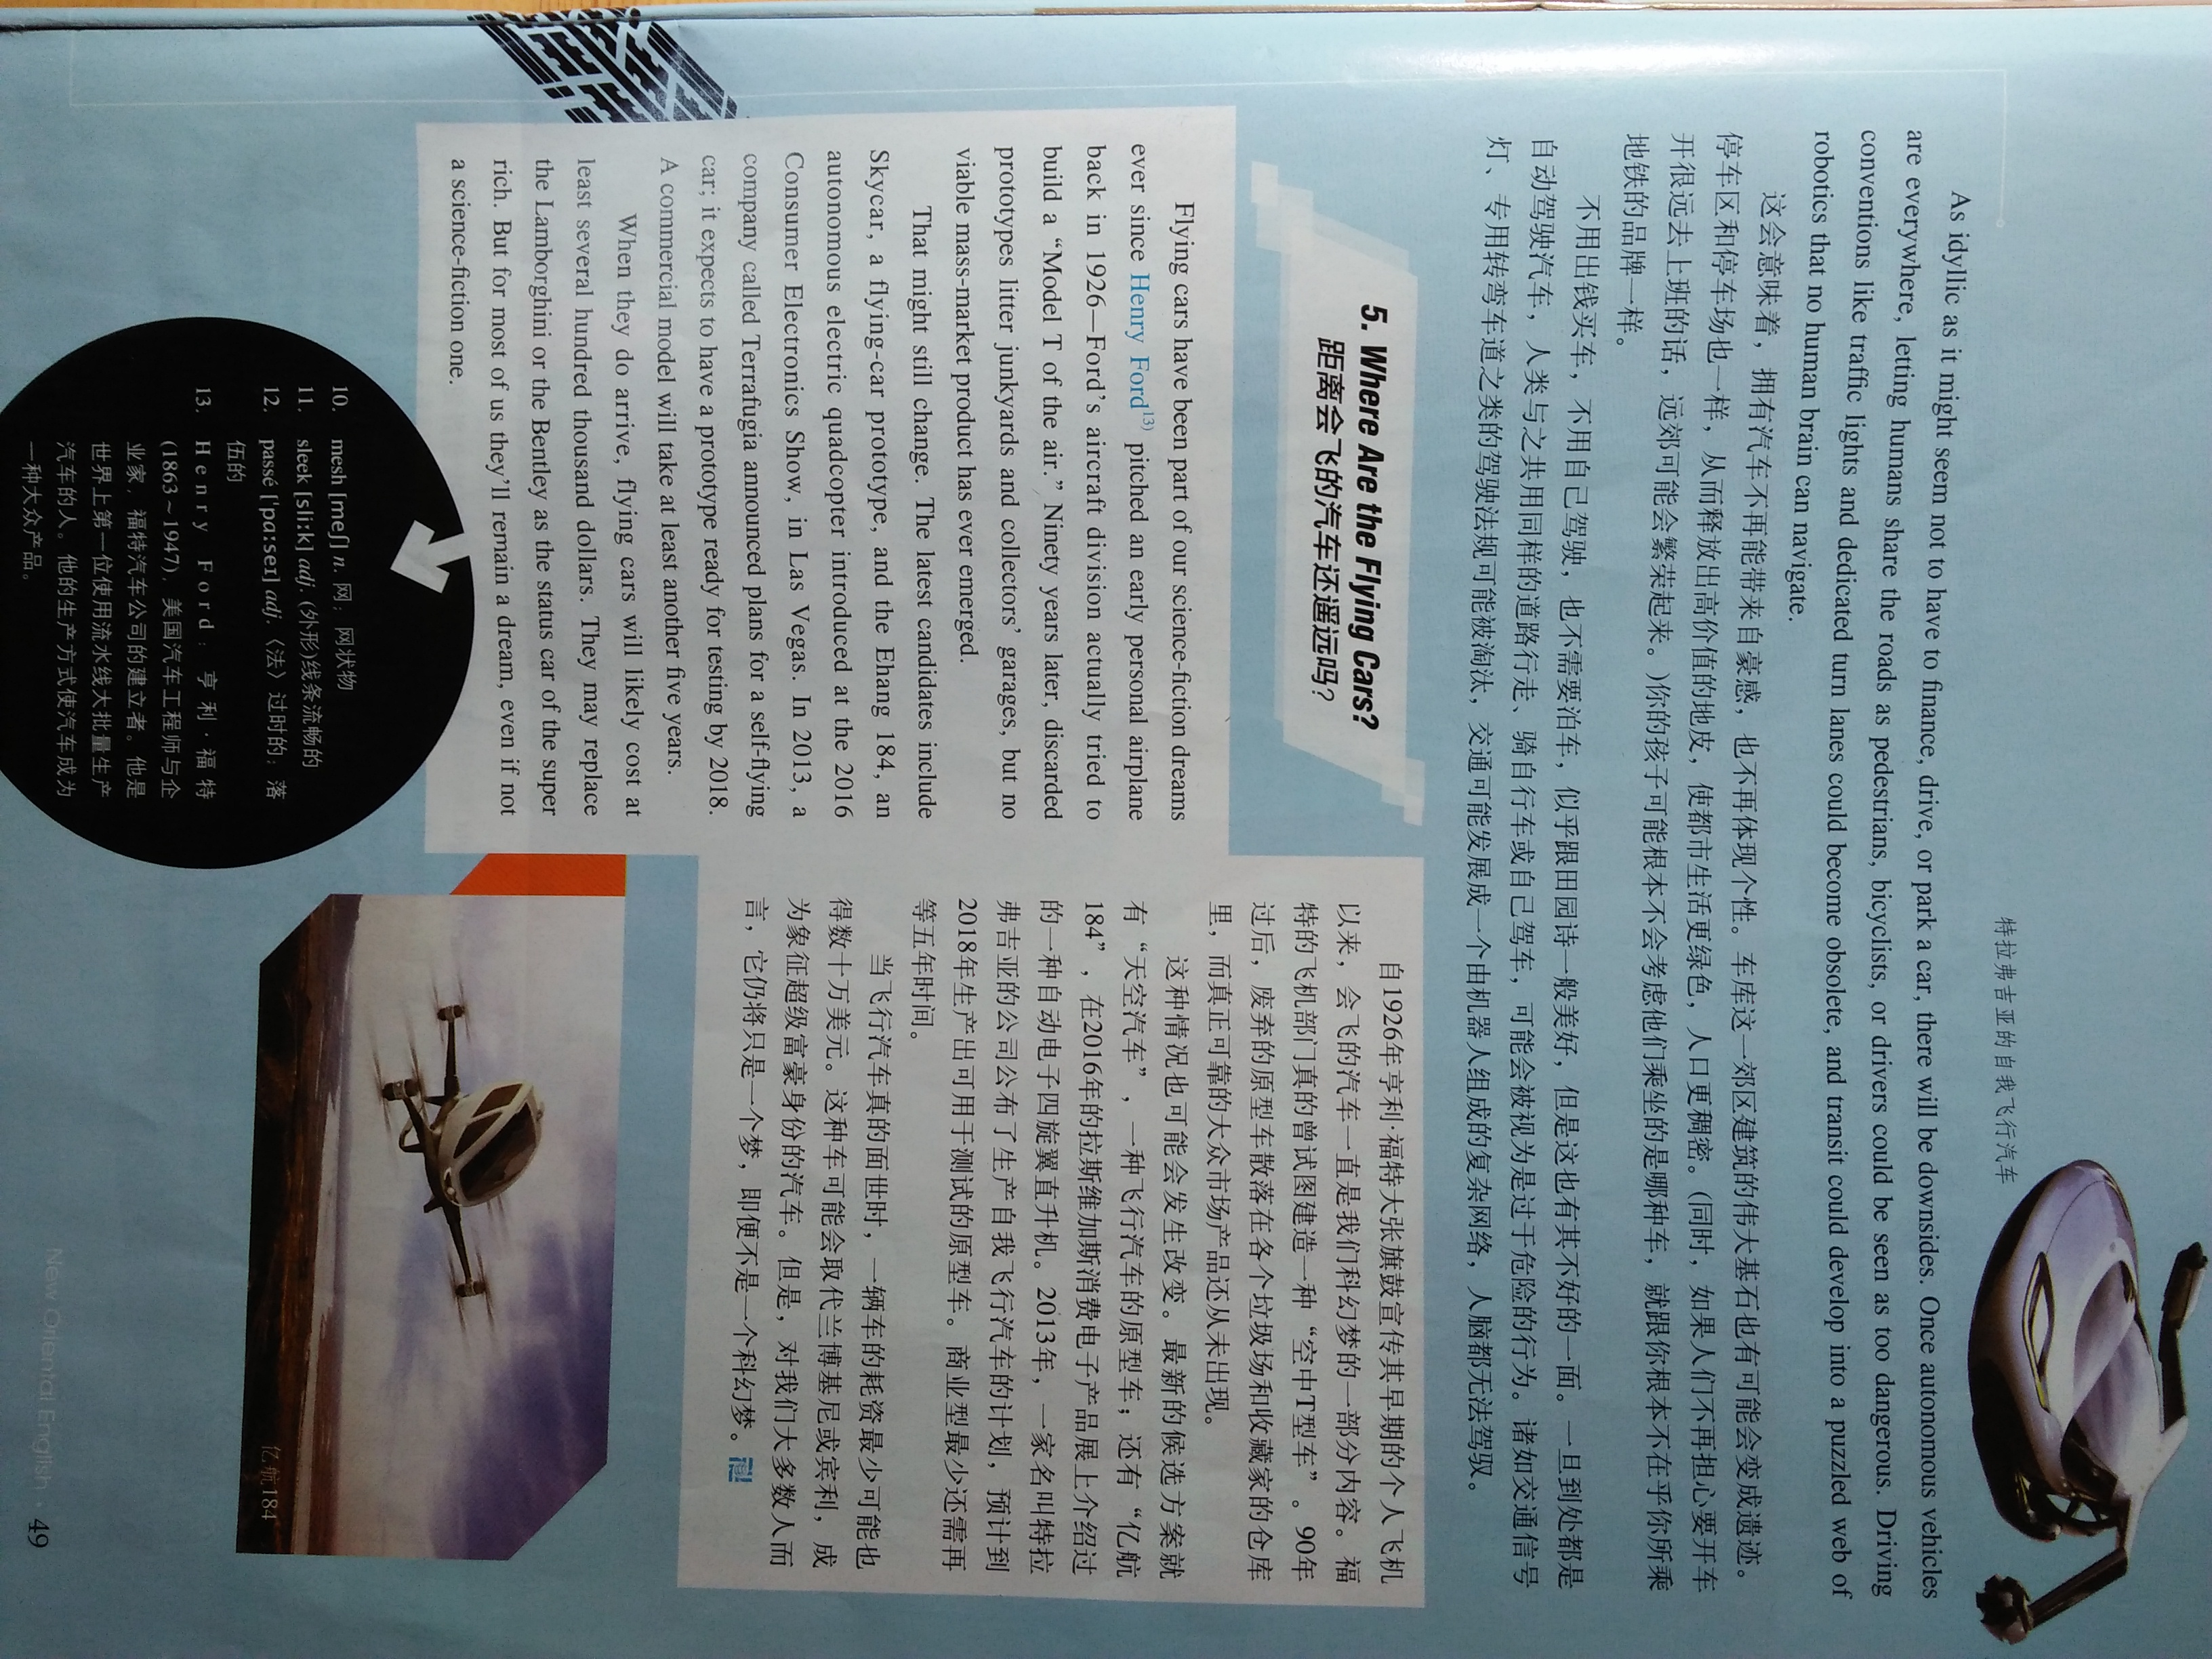 特拉弗吉亚的自我飞行汽车
As idyllic as it might seem not to have to finance, drive, or park a car, there will be downsides. Once autonomous vehicles
are everywhere, letting humans share the roads as pedestrians, bicyclists, or drivers could be seen as too dangerous. Driving
conventions like traffic lights and dedicated turn lanes could become obsolete, and transit could develop into a puzzled web of
robotics that no human brain can navigate.
这会意味着，拥有汽车不再能带来自豪感，也不再体现个性。车库这一郊区建筑的伟大基石也有可能会变成遗迹。
停车区和停车场也一样，从而释放出高价值的地皮，使都市生活更绿色，人口更稠密。(同时，如果人们不再担心要开车
开很远去上班的话，远郊可能会繁荣起来。)你的孩子可能根本不会考虑他们乘坐的是哪种车，就跟你根本不在乎你所乘
地铁的品牌一样。
不用出钱买车，不用自己驾驶，也不需要泊车，似乎跟田园诗一般美好，但是这也有其不好的一面。一旦到处都是
自动驾驶汽车，人类与之共用同样的道路行走、骑自行车或自己驾车，可能会被视为是过于危险的行为。诸如交通信号
灯、专用转弯车道之类的驾驶法规可能被淘汰，交通可能发展成一个由机器人组成的复杂网络，人脑都无法驾驭。
5. Where Are the Flying Cars?
距离会飞的汽车还遥远吗?
Flying cars have been part of our science-fiction dreams
ever since Henry Ford13) pitched an early personal airplane
back in 1926—Ford's aircraft division actually tried to
build a “Model T of the air.” Ninety years later, discarded
prototypes litter junkyards and collectors' garages, but no
viable mass-market product has ever emerged.
That might still change. The latest candidates include
Skycar, a flying-car prototype, and the Ehang 184, an
autonomous electric quadcopter introduced at the 2016
Consumer Electronics Show, in Las Vegas. In 2013, a
company called Terrafugia announced plans for a self-flying
car; it expects to have a prototype ready for testing by 2018.
A commercial model will take at least another five years.
When they do arrive, flying cars will likely cost at
least several hundred thousand dollars. They may replace
the Lamborghini or the Bentley as the status car of the super
rich. But for most of us they'll remain a dream, even if not
a science-fiction one.
自1926年亨利·福特大张旗鼓宣传其早期的个人飞机
以来，会飞的汽车一直是我们科幻梦的一部分内容。福
特的飞机部门真的曾试图建造一种“空中T型车”。90年
过后，废弃的原型车散落在各个垃圾场和收藏家的仓库
里，而真正可靠的大众市场产品还从未出现。
这种情况也可能会发生改变。最新的候选方案就
有“天空汽车”，一种飞行汽车的原型车；还有“亿航
184”，在2016年的拉斯维加斯消费电子产品展上介绍过
的一种自动电子四旋翼直升机。2013年，一家名叫特拉
弗吉亚的公司公布了生产自我飞行汽车的计划，预计到
2018年生产出可用于测试的原型车。商业型最少还需再
等五年时间。
当飞行汽车真的面世时，一辆车的耗资最少可能也
得数十万美元。这种车可能会取代兰博基尼或宾利，成
为象征超级富豪身份的汽车。但是，对我们大多数人而
言，它仍将只是一个梦，即便不是一个科幻梦。
10. mesh [meʃ] n. 网；网状物
11. sleek [sliːk] adj. (外形)线条流畅的
12. passé [ˈpɑːseɪ] adj.〈法〉过时的；落
伍的
13. Henry Ford：亨利·福特
(1863～1947)，美国汽车工程师与企
业家，福特汽车公司的建立者。他是
世界上第一位使用流水线大批量生产
汽车的人。他的生产方式使汽车成为
一种大众产品。
亿航184
New Oriental English · 49